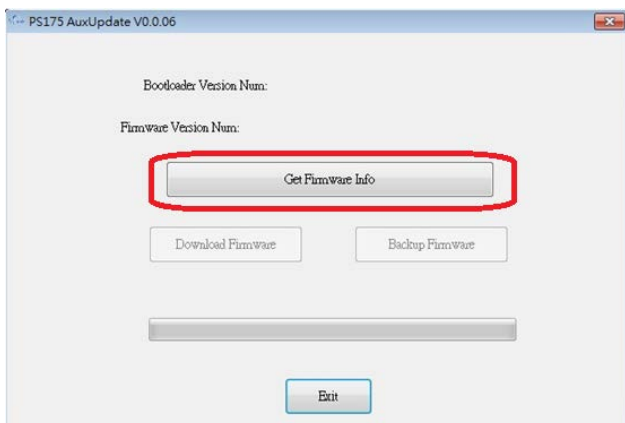 PS175 AuxUpdate V0.0.06
Bootloader Version Num:
Firmware Version Num:
Get Firmware Info
Download Firmware
Backup Firmware
Exit